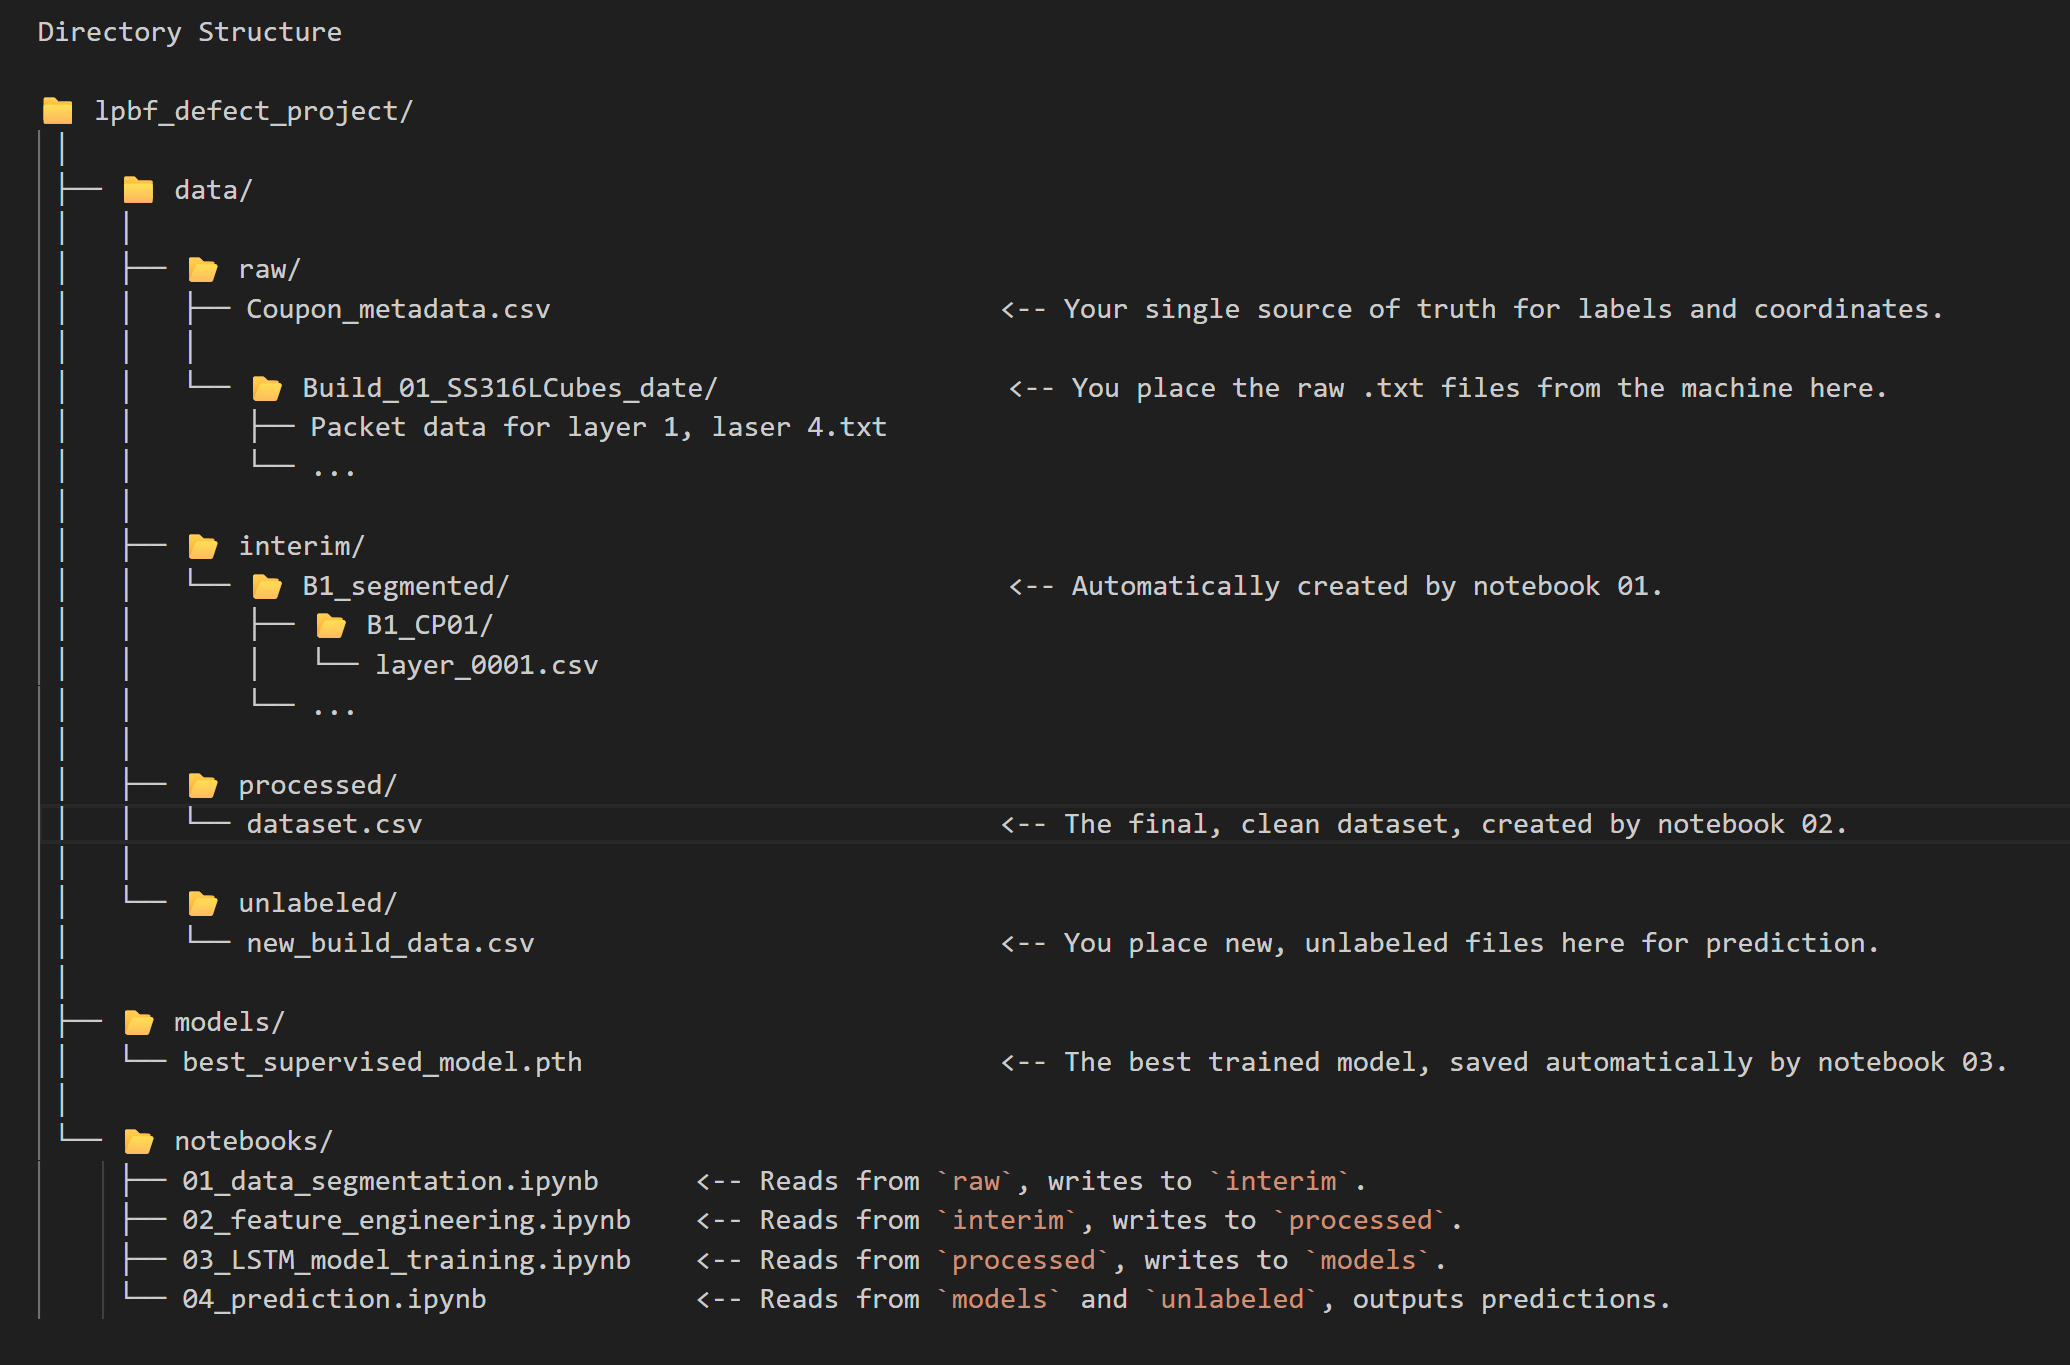 Directory Structure
lpbf_defect_project/
│
├── data/
│   │
│   ├── raw/
│   │   ├── Coupon_metadata.csv <-- Your single source of truth for labels and coordinates.
│   │   │
│   │   └── Build_01_SS316LCubes_date/ <-- You place the raw .txt files from the machine here.
│   │       ├── Packet data for layer 1, laser 4.txt
│   │       └── ...
│   │
│   ├── interim/
│   │   └── B1_segmented/ <-- Automatically created by notebook 01.
│   │       ├── B1_CP01/
│   │       │   └── layer_0001.csv
│   │       └── ...
│   │
│   ├── processed/
│   │   └── dataset.csv <-- The final, clean dataset, created by notebook 02.
│   │
│   └── unlabeled/
│       └── new_build_data.csv <-- You place new, unlabeled files here for prediction.
│
├── models/
│   └── best_supervised_model.pth <-- The best trained model, saved automatically by notebook 03.
│
└── notebooks/
    ├── 01_data_segmentation.ipynb <-- Reads from `raw`, writes to `interim`.
    ├── 02_feature_engineering.ipynb <-- Reads from `interim`, writes to `processed`.
    ├── 03_LSTM_model_training.ipynb <-- Reads from `processed`, writes to `models`.
    └── 04_prediction.ipynb <-- Reads from `models` and `unlabeled`, outputs predictions.